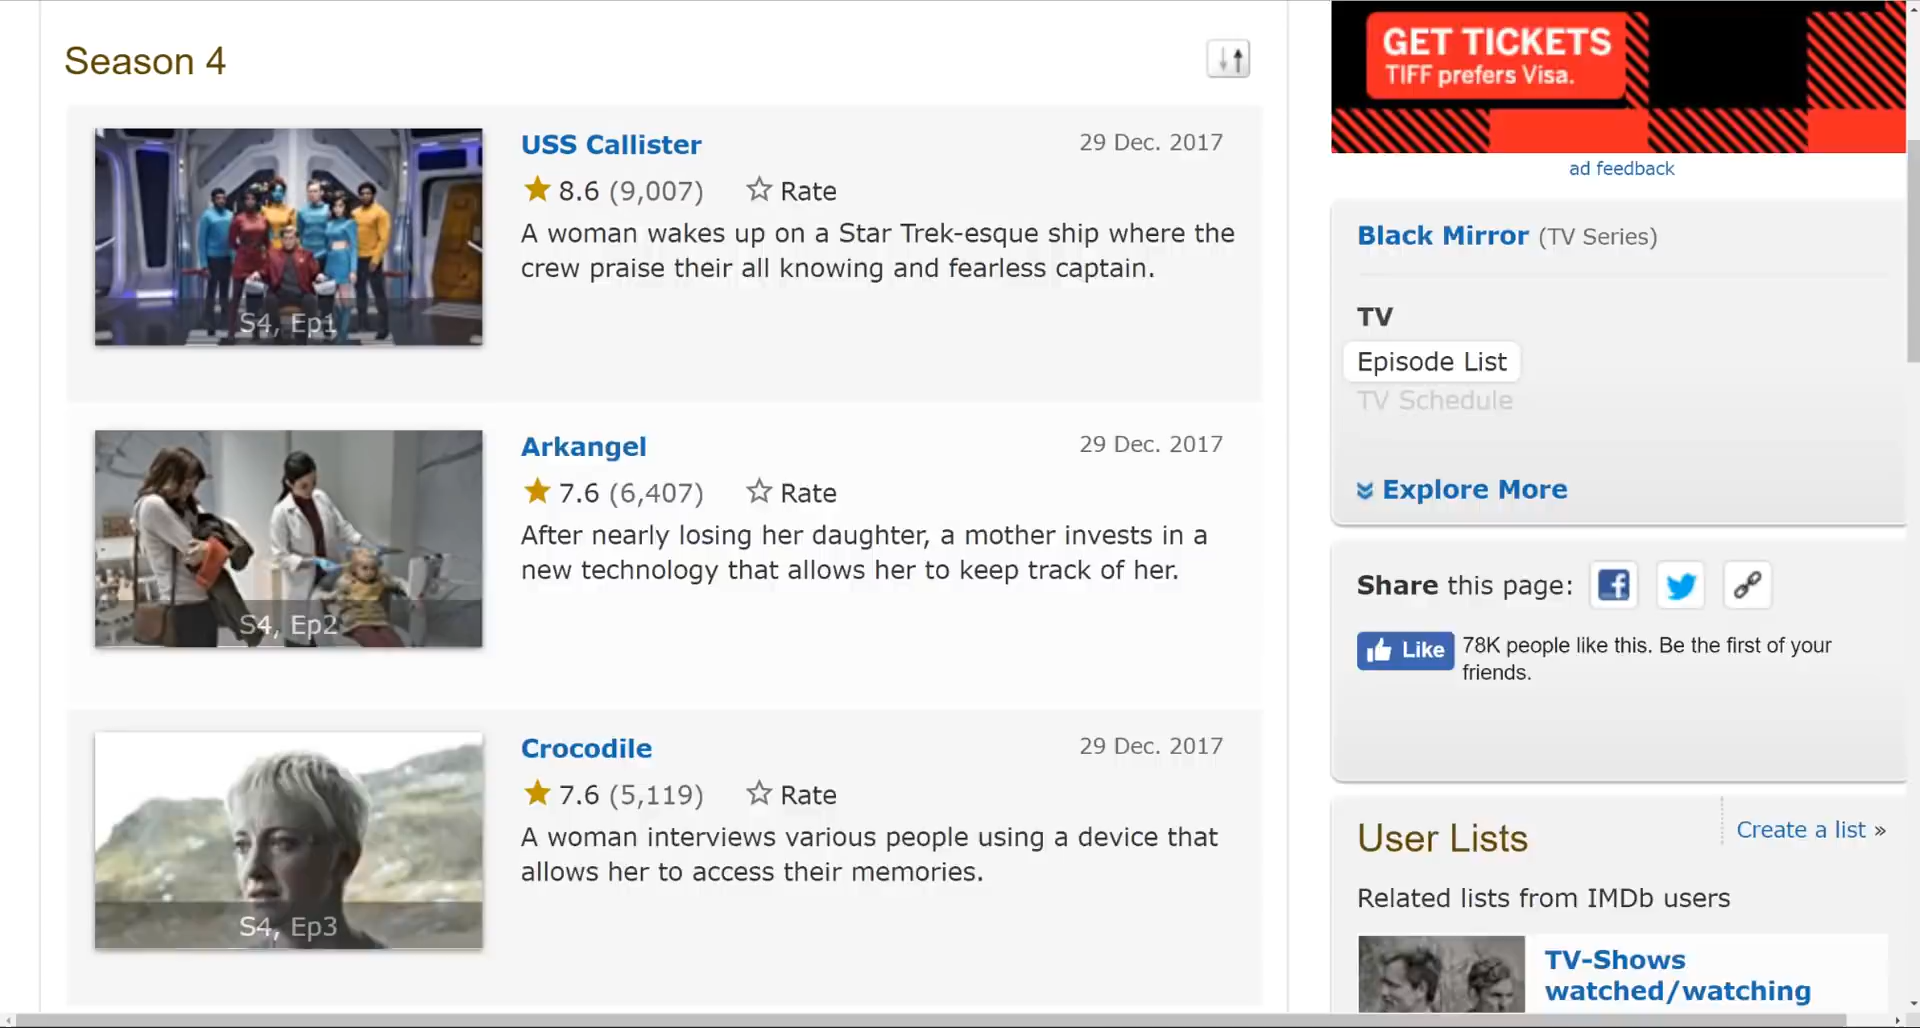 Season 4
USS Callister
29 Dec. 2017
8.6 (9,007)
Rate
A woman wakes up on a Star Trek-esque ship where the
crew praise their all knowing and fearless captain.
S4, Ep1
Arkangel
29 Dec. 2017
7.6 (6,407)
Rate
After nearly losing her daughter, a mother invests in a
new technology that allows her to keep track of her.
S4, Ep2
Crocodile
29 Dec. 2017
7.6 (5,119)
Rate
A woman interviews various people using a device that
allows her to access their memories.
S4, Ep3
GET TICKETS
TIFF prefers Visa.
ad feedback
Black Mirror (TV Series)
TV
Episode List
TV Schedule
Explore More
Share this page:
Like
78K people like this. Be the first of your
friends.
User Lists
Create a list »
Related lists from IMDb users
TV-Shows
watched/watching